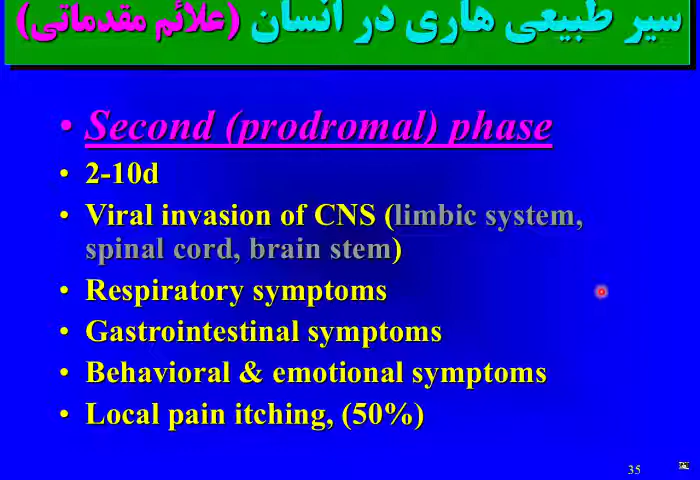 سیر طبیعی هاری در انسان (علائم مقدماتی)
• Second (prodromal) phase
• 2-10d
• Viral invasion of CNS (limbic system,
spinal cord, brain stem)
• Respiratory symptoms
• Gastrointestinal symptoms
• Behavioral & emotional symptoms
• Local pain itching, (50%)
35